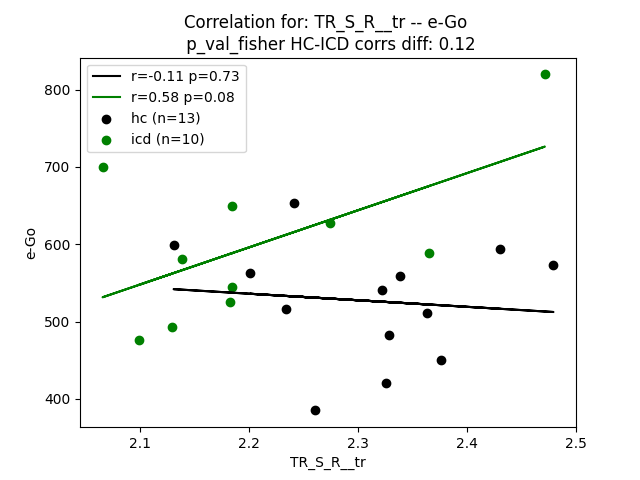 Correlation for: TR_S_R__tr -- e-Go
p_val_fisher HC-ICD corrs diff: 0.12
r=-0.11 p=0.73
r=0.58 p=0.08
hc (n=13)
icd (n=10)
800
700
600
500
400
e-Go
2.1 2.2 2.3 2.4 2.5
TR_S_R__tr